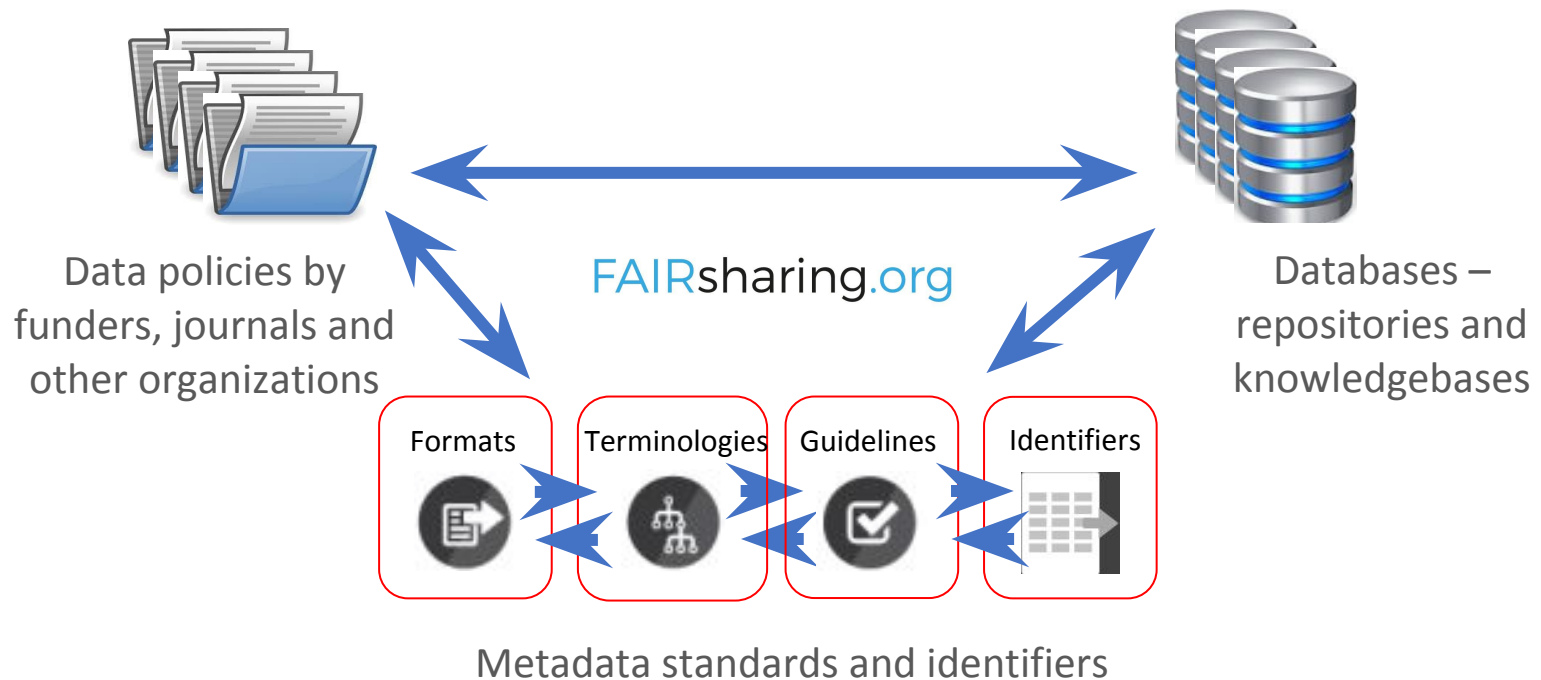 Data policies by
funders, journals and
other organizations
FAIRsharing.org
Databases –
repositories and
knowledgebases
Formats
Terminologies
Guidelines
Identifiers
Metadata standards and identifiers